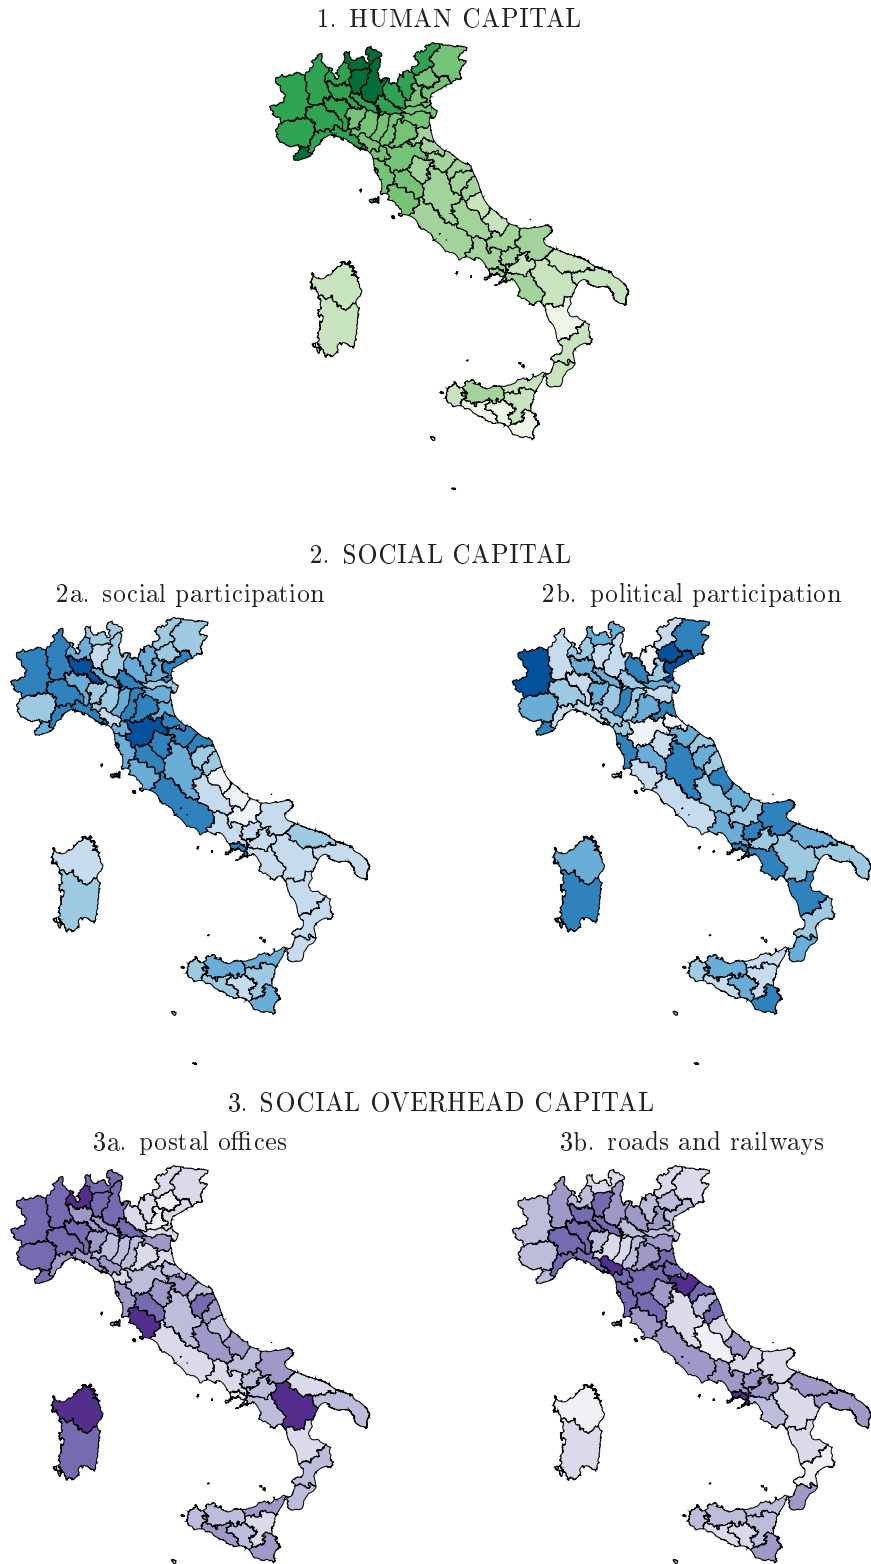 1. HUMAN CAPITAL
2. SOCIAL CAPITAL
2a. social participation
2b. political participation
3. SOCIAL OVERHEAD CAPITAL
3a. postal offices
3b. roads and railways